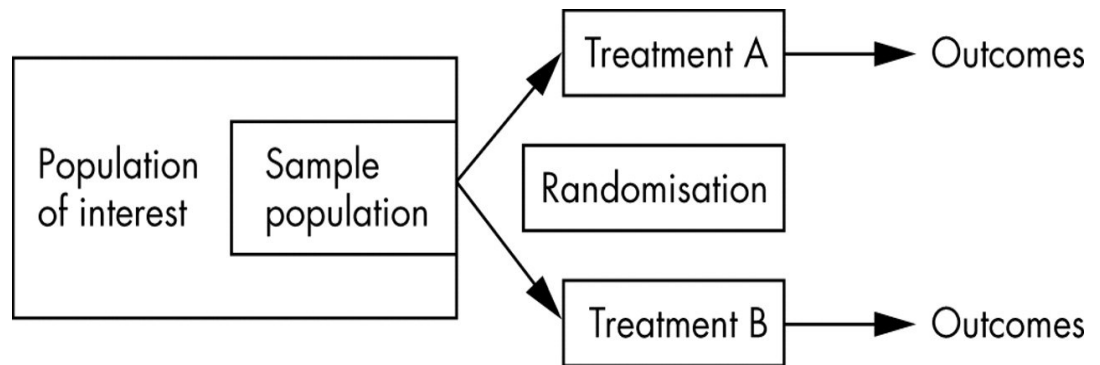 Population
of interest
Sample
population
Treatment A
Outcomes
Randomisation
Treatment B
Outcomes